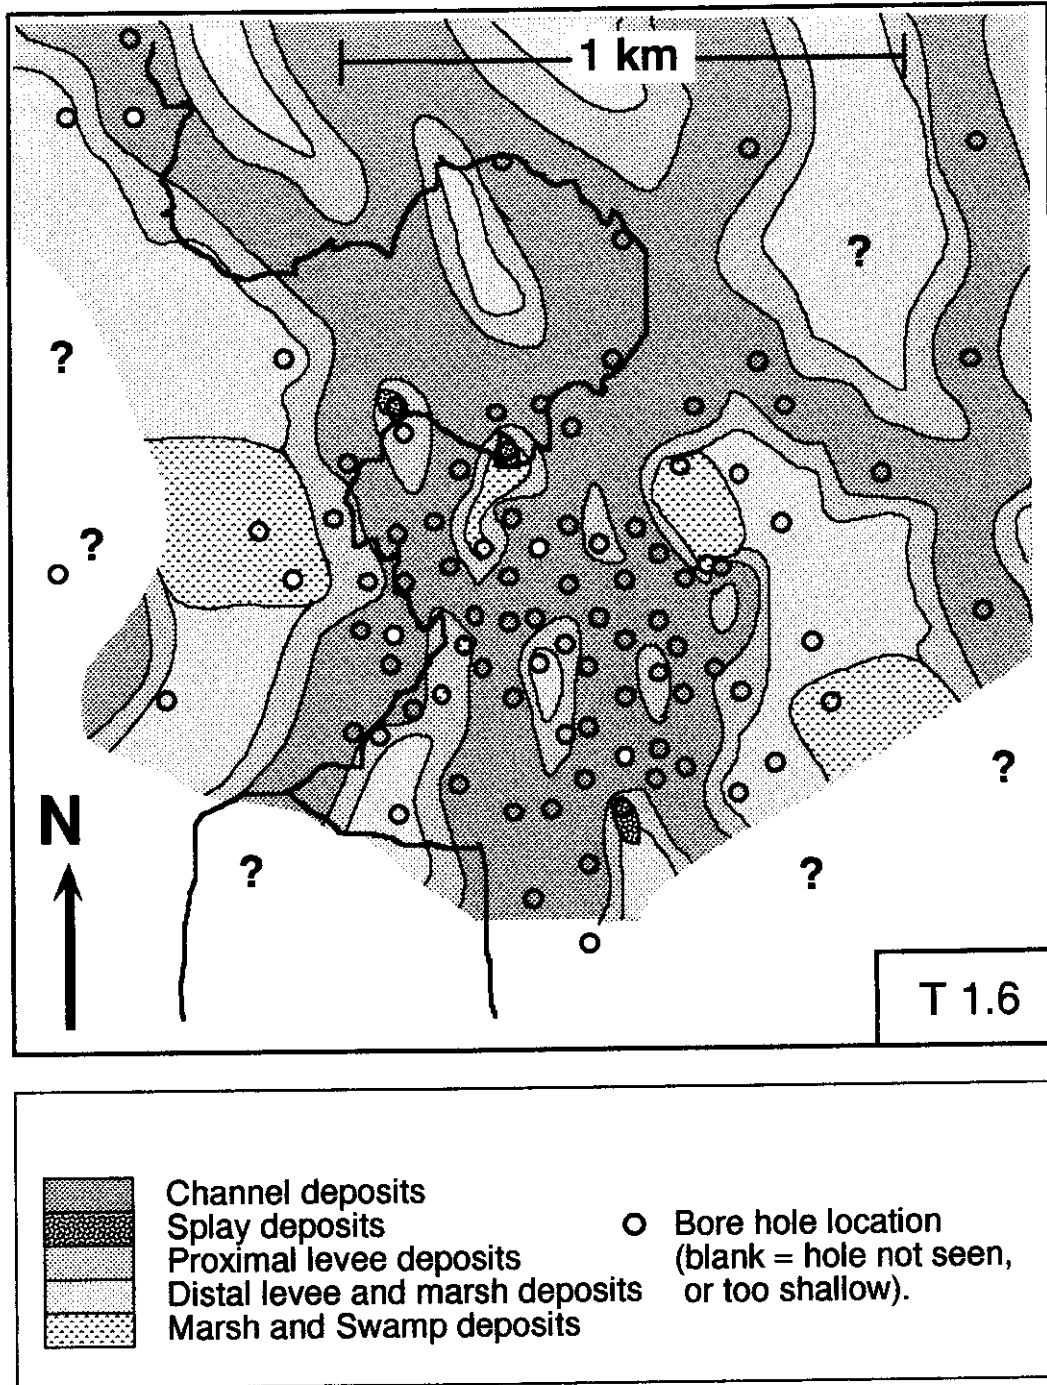 1 km
?
?
?
?
N
?
?
T 1.6
Channel deposits
Splay deposits
Proximal levee deposits
Distal levee and marsh deposits
Marsh and Swamp deposits
Bore hole location
(blank = hole not seen,
or too shallow).